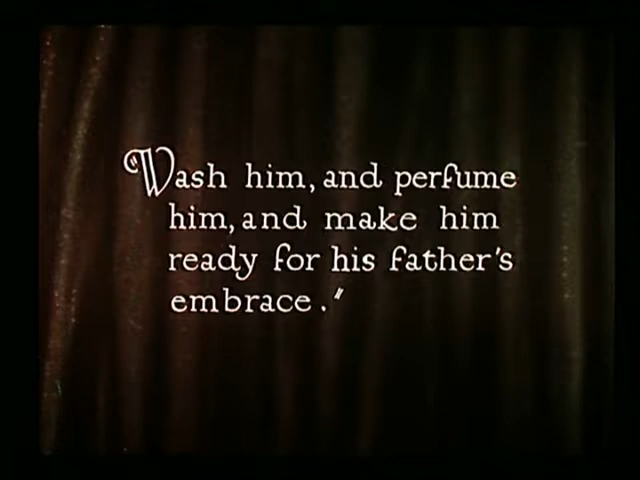 "Wash him, and perfume
him, and make him
ready for his father's
embrace."